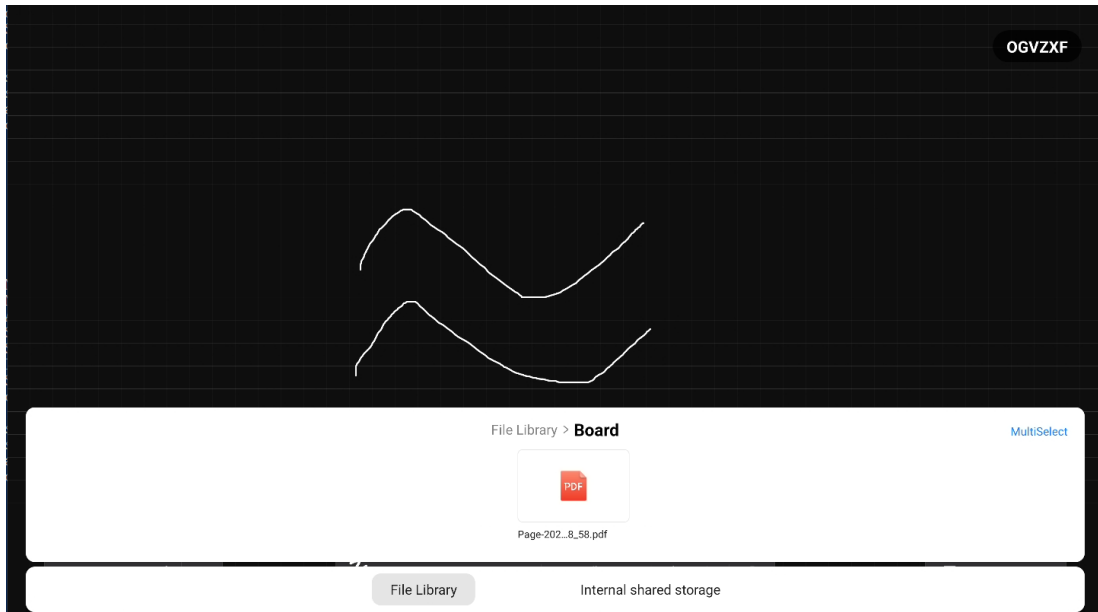 OGVZXF
File Library > Board
MultiSelect
PDF
Page-202...8_58.pdf
File Library
Internal shared storage